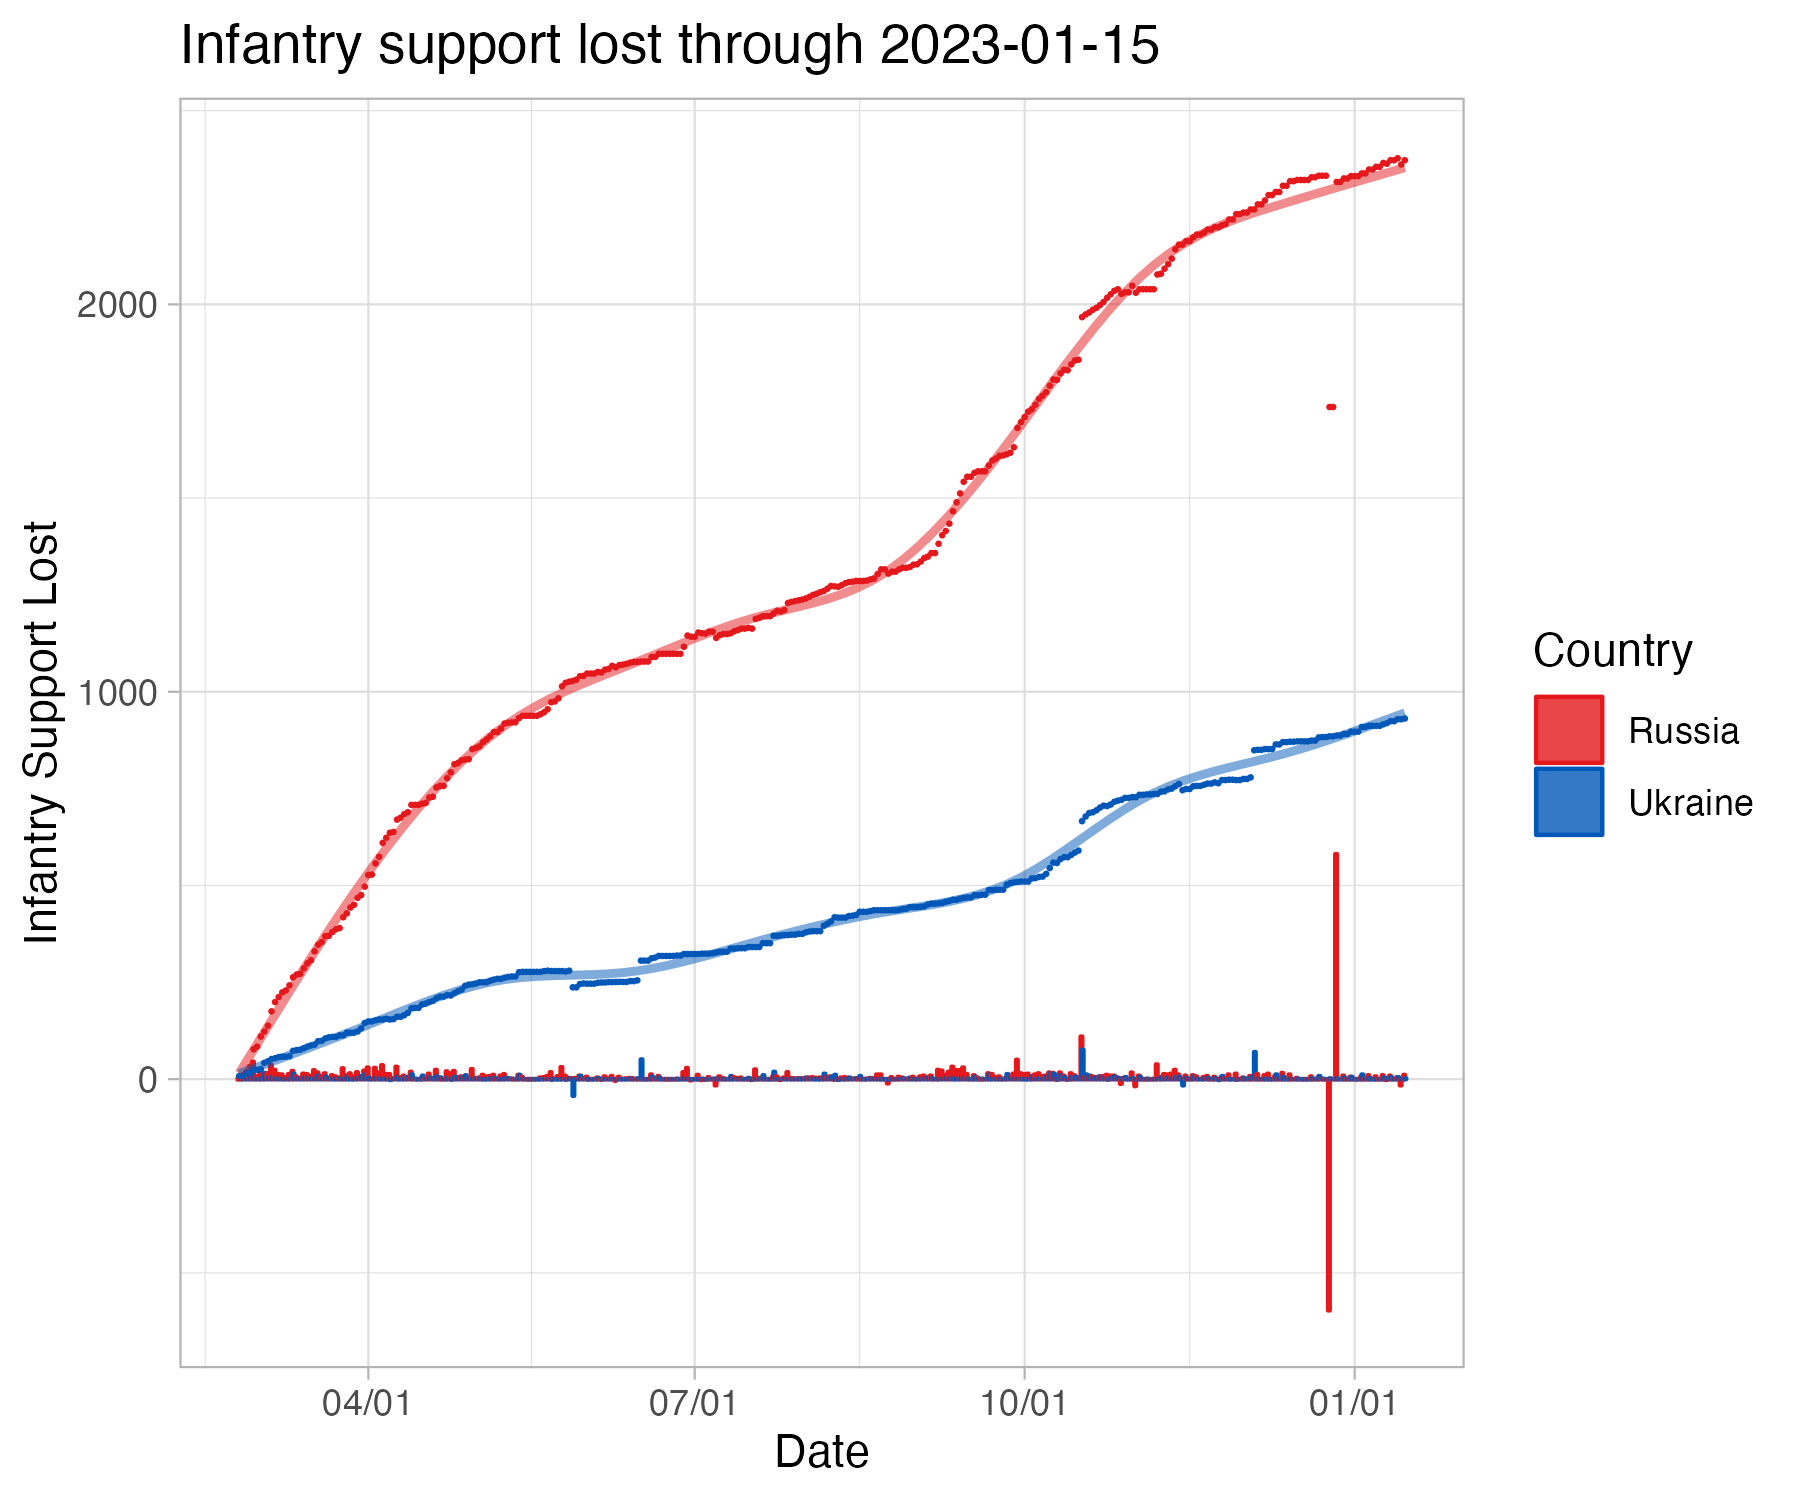 Infantry support lost through 2023-01-15
Infantry Support Lost
2000
1000
0
04/01
07/01
10/01
01/01
Date
Country
Russia
Ukraine